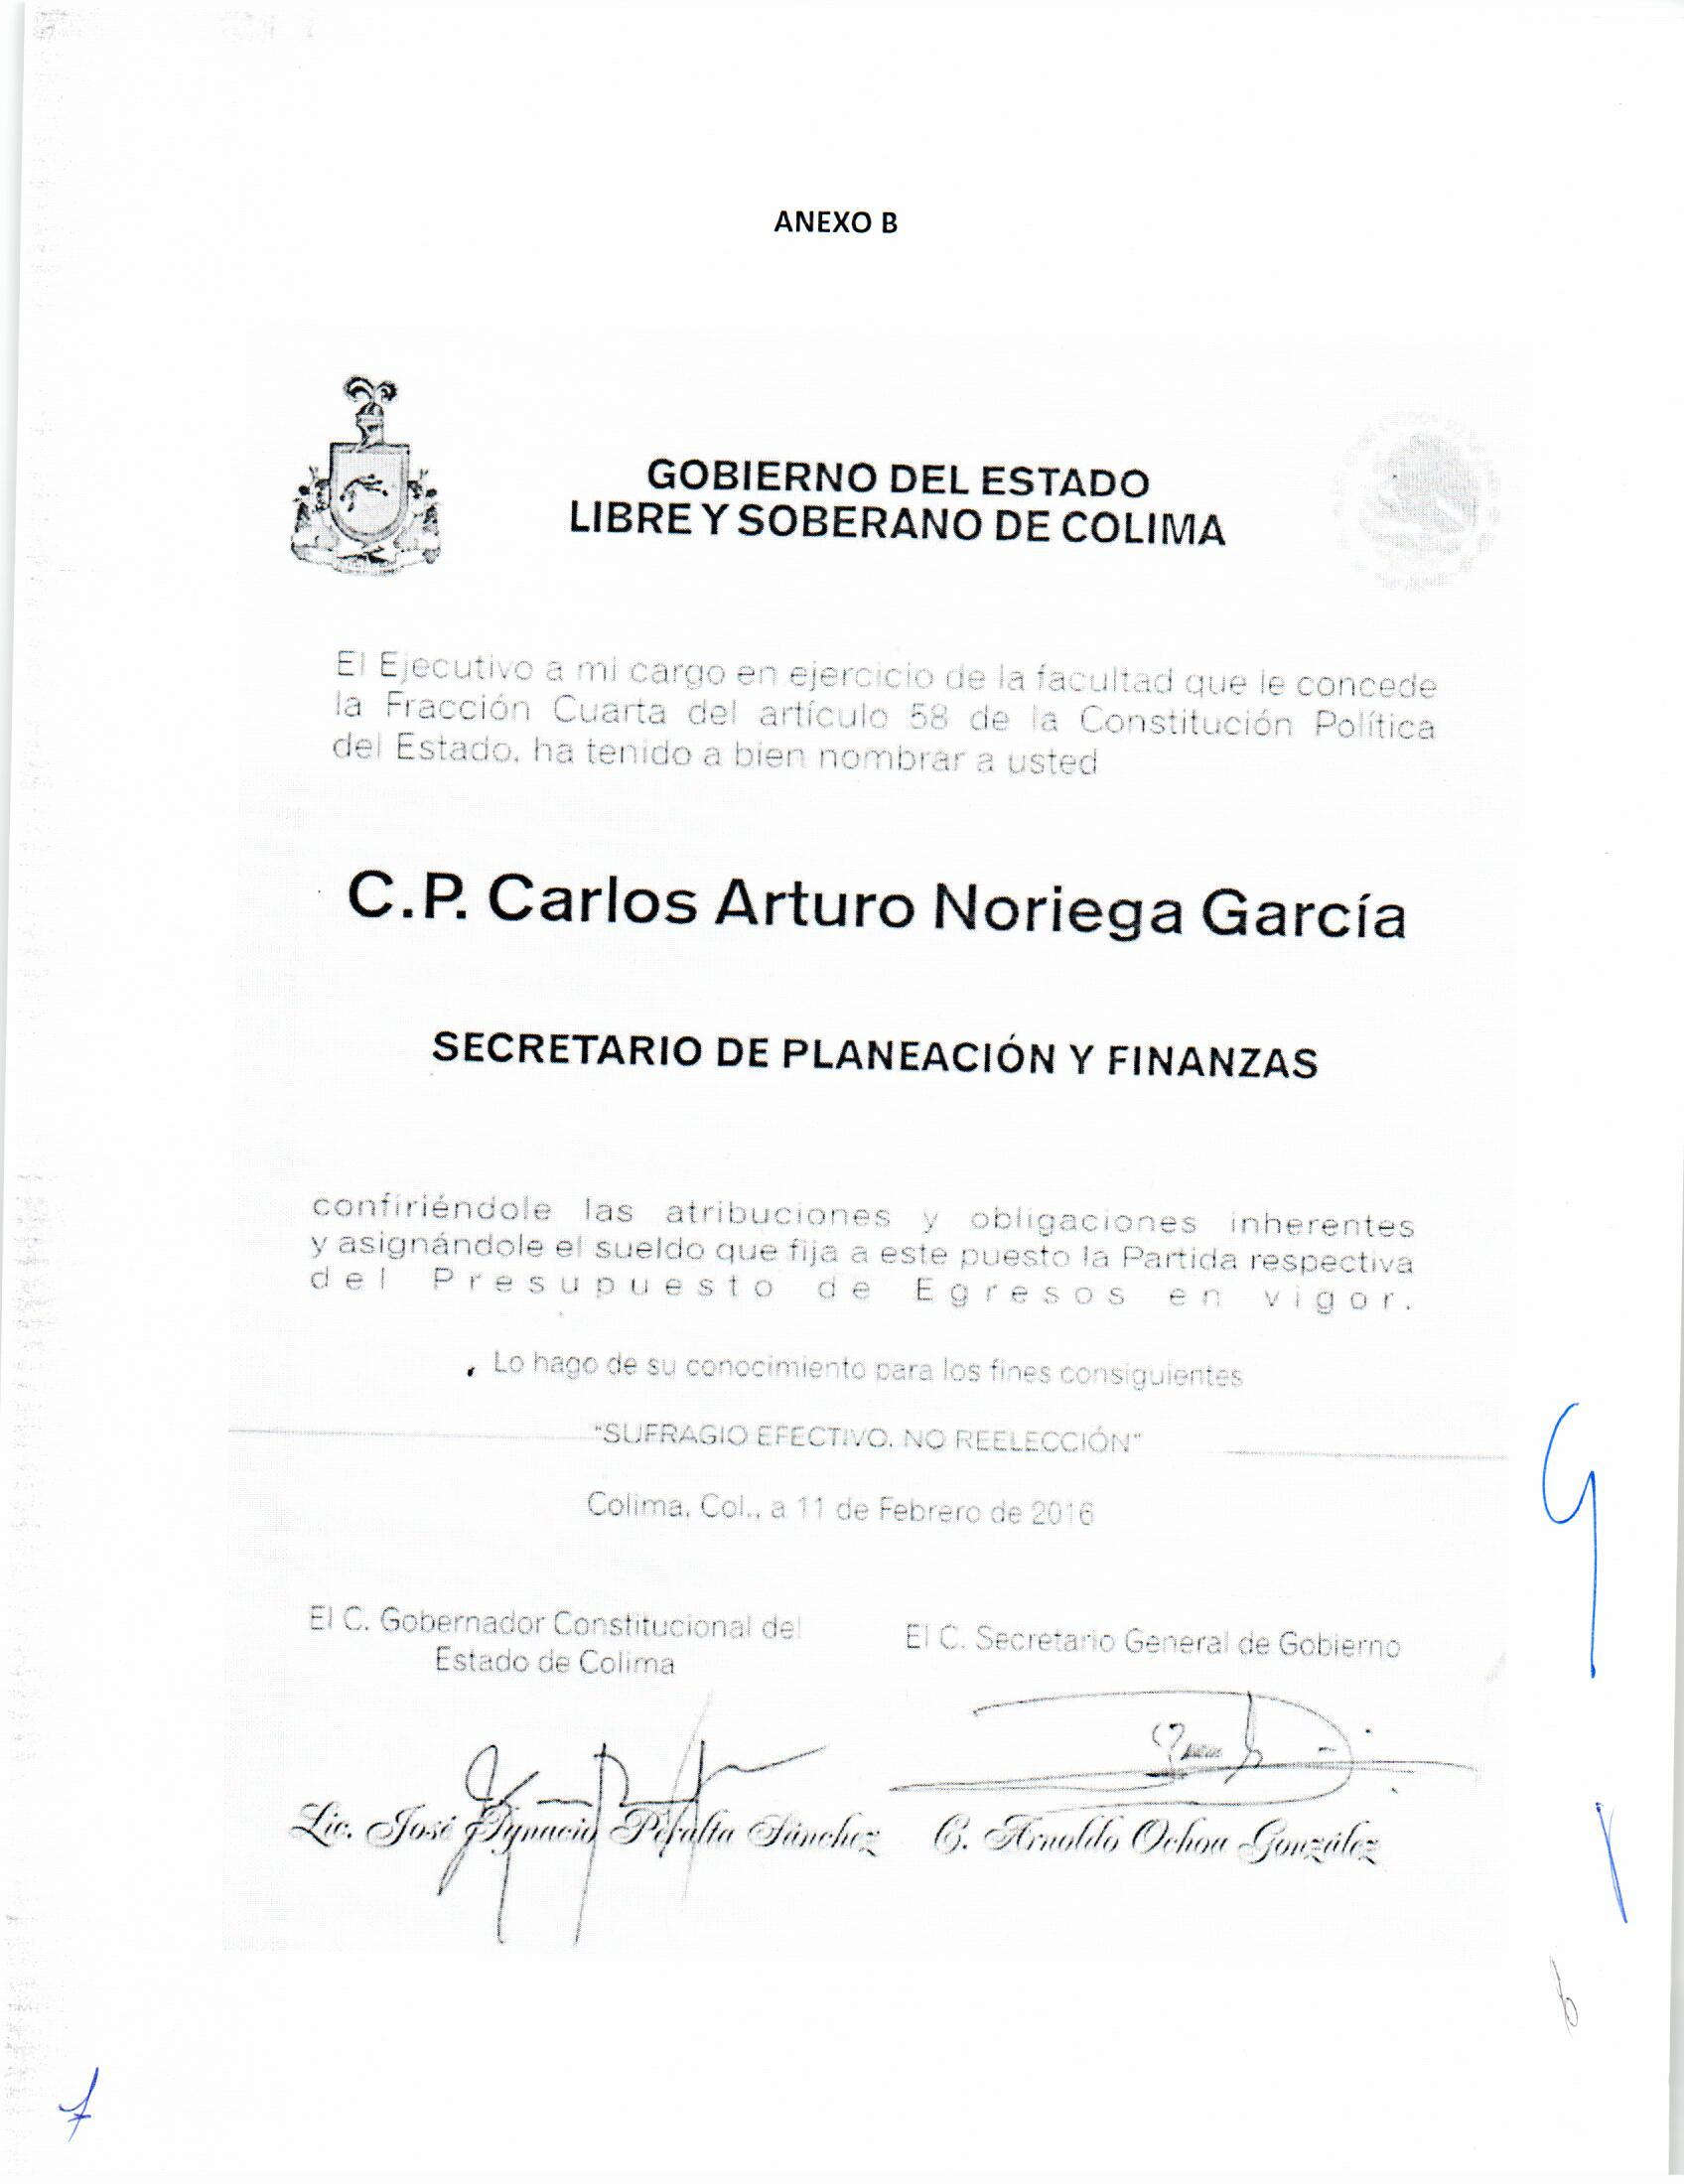 ANEXO B
GOBIERNO DEL ESTADO
LIBRE Y SOBERANO DE COLIMA
El Ejecutivo a mi cargo en ejercicio de la facultad que le concede
la Fracción Cuarta del artículo 58 de la Constitución Política
del Estado, ha tenido a bien nombrar a usted
C.P. Carlos Arturo Noriega García
SECRETARIO DE PLANEACIÓN Y FINANZAS
confiriéndole las atribuciones y obligaciones inherentes
y asignándole el sueldo que fija a este puesto la Partida respectiva
del Presupuesto de Egresos en vigor.
Lo hago de su conocimiento para los fines consiguientes
"SUFRAGIO EFECTIVO. NO REELECCIÓN"
Colima, Col., a 11 de Febrero de 2016
El C. Gobernador Constitucional del
Estado de Colima
El C. Secretario General de Gobierno
Lic. José Ignacio Peralta Sánchez
C. Arnoldo Ochoa González